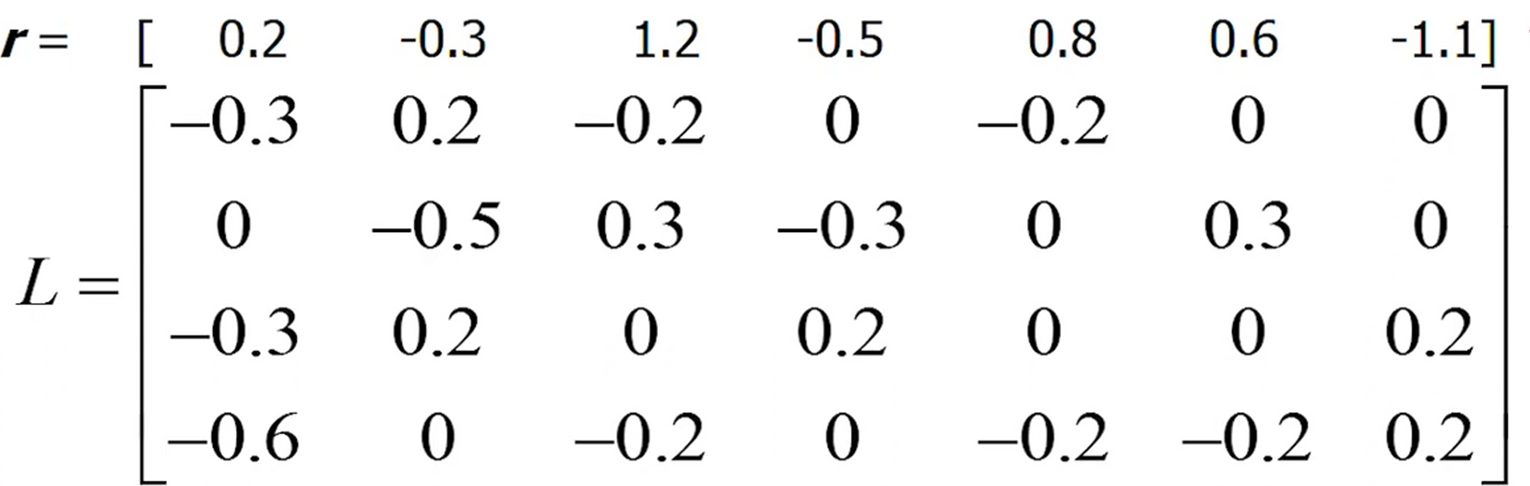 r = [ 0.2 -0.3 1.2 -0.5 0.8 0.6 -1.1]
–0.3 0.2 –0.2 0 –0.2 0 0
0 –0.5 0.3 –0.3 0 0.3 0
L =
–0.3 0.2 0 0.2 0 0 0.2
–0.6 0 –0.2 0 –0.2 –0.2 0.2